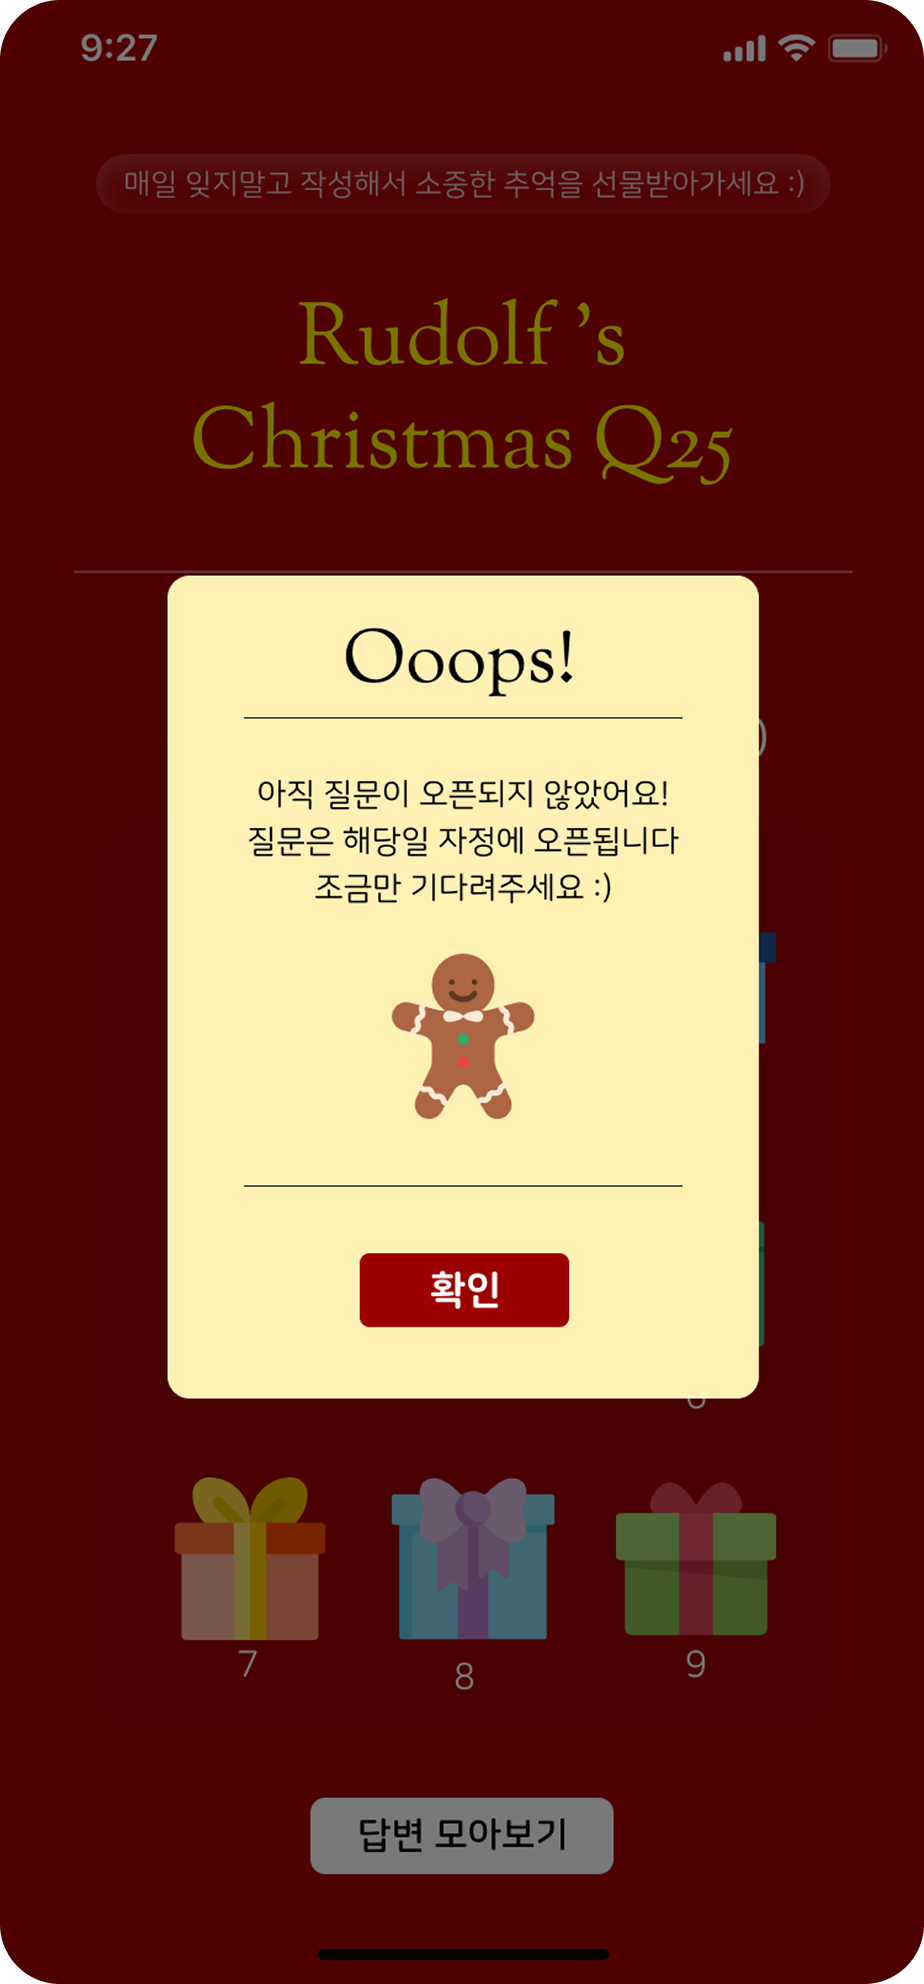 9:27
매일 잊지말고 작성해서 소중한 추억을 선물받아가세요 :)
Rudolf ’s
Christmas Q25
Ooops!
아직 질문이 오픈되지 않았어요!
질문은 해당일 자정에 오픈됩니다
조금만 기다려주세요 :)
확인
7
8
9
답변 모아보기